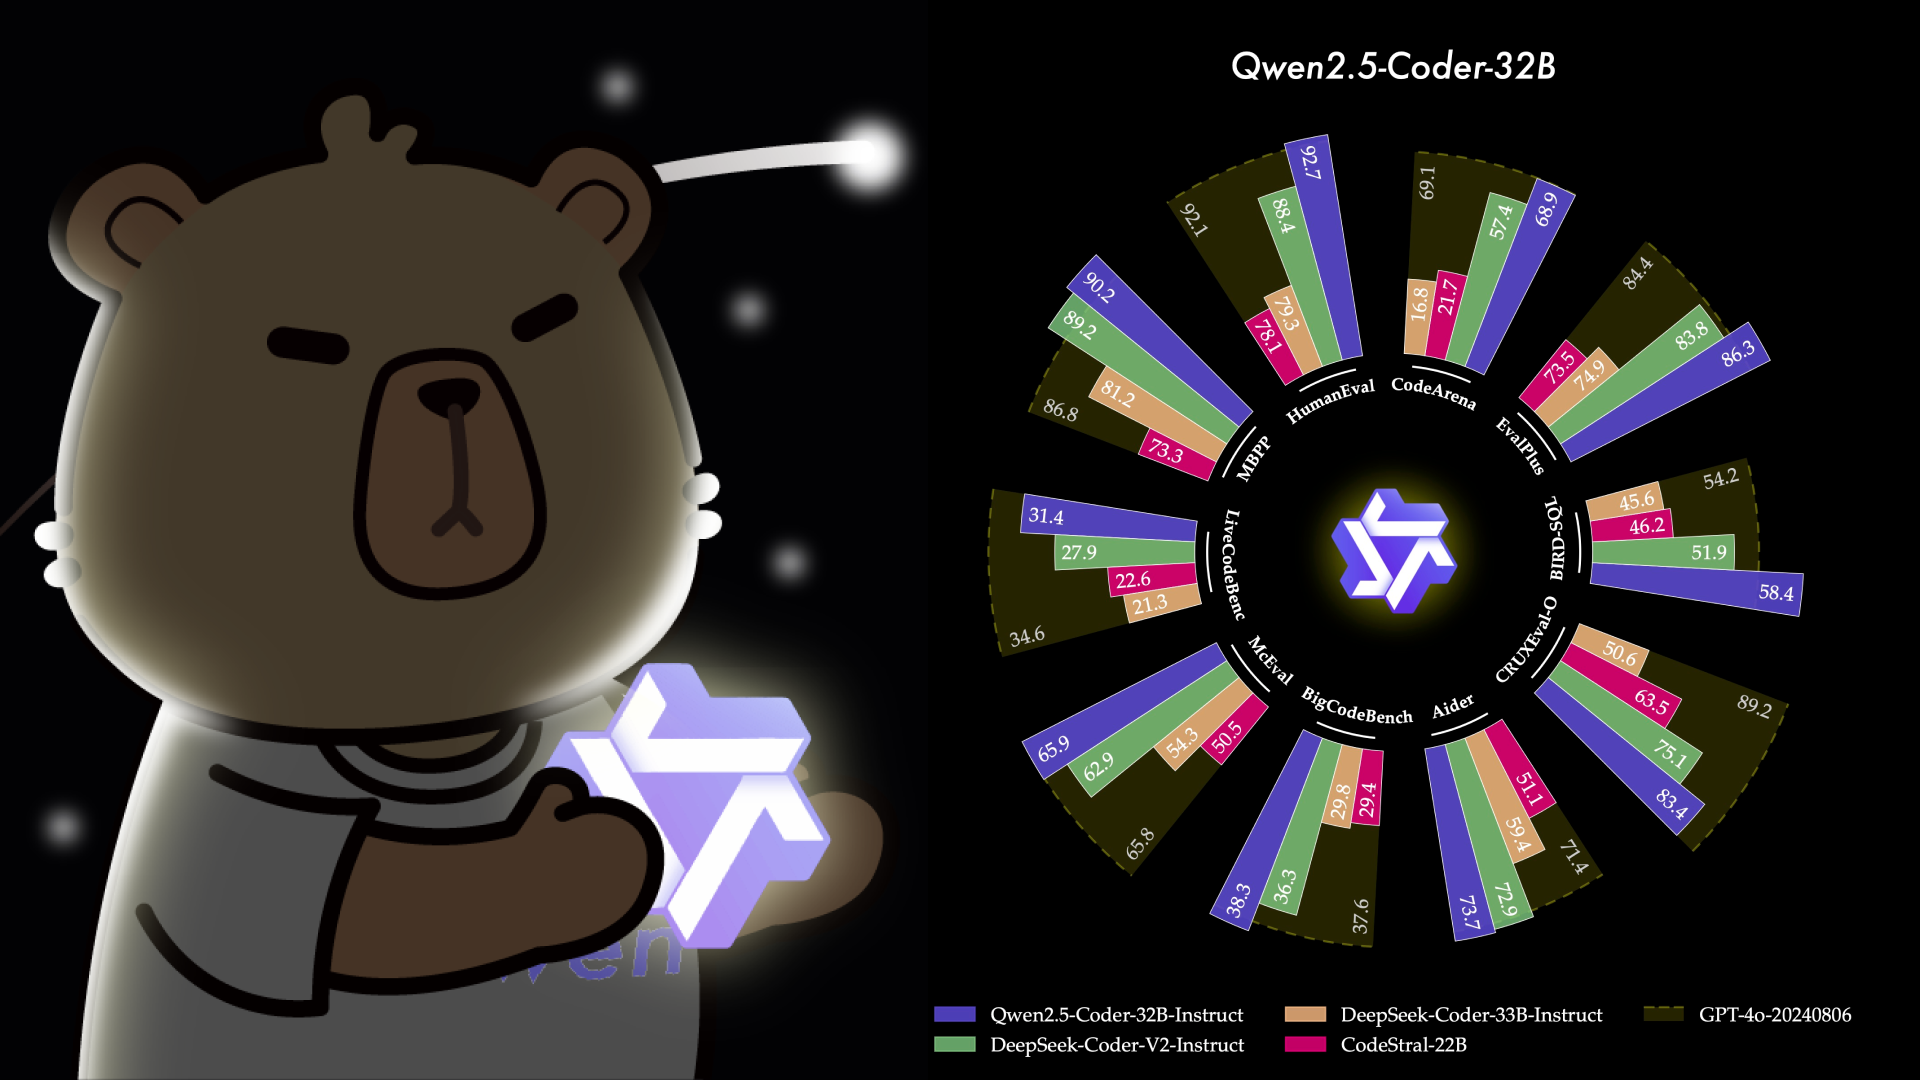 Qwen2.5-Coder-32B
92.1
78.1
79.3
88.4
92.7
HumanEval
69.1
16.8
21.7
57.4
68.9
CodeArena
84.4
73.5
74.9
83.8
86.3
EvalPlus
54.2
45.6
46.2
51.9
58.4
BIRD-SQL
89.2
50.6
63.5
75.1
83.4
CRUXEval-O
71.4
51.1
59.4
72.9
73.7
Aider
37.6
29.4
29.8
36.3
38.3
BigCodeBench
65.8
50.5
54.3
62.9
65.9
McEval
34.6
21.3
22.6
27.9
31.4
LiveCodeBenc
86.8
73.3
81.2
89.2
90.2
MBPP
wen
Qwen2.5-Coder-32B-Instruct
DeepSeek-Coder-V2-Instruct
DeepSeek-Coder-33B-Instruct
CodeStral-22B
GPT-4o-20240806